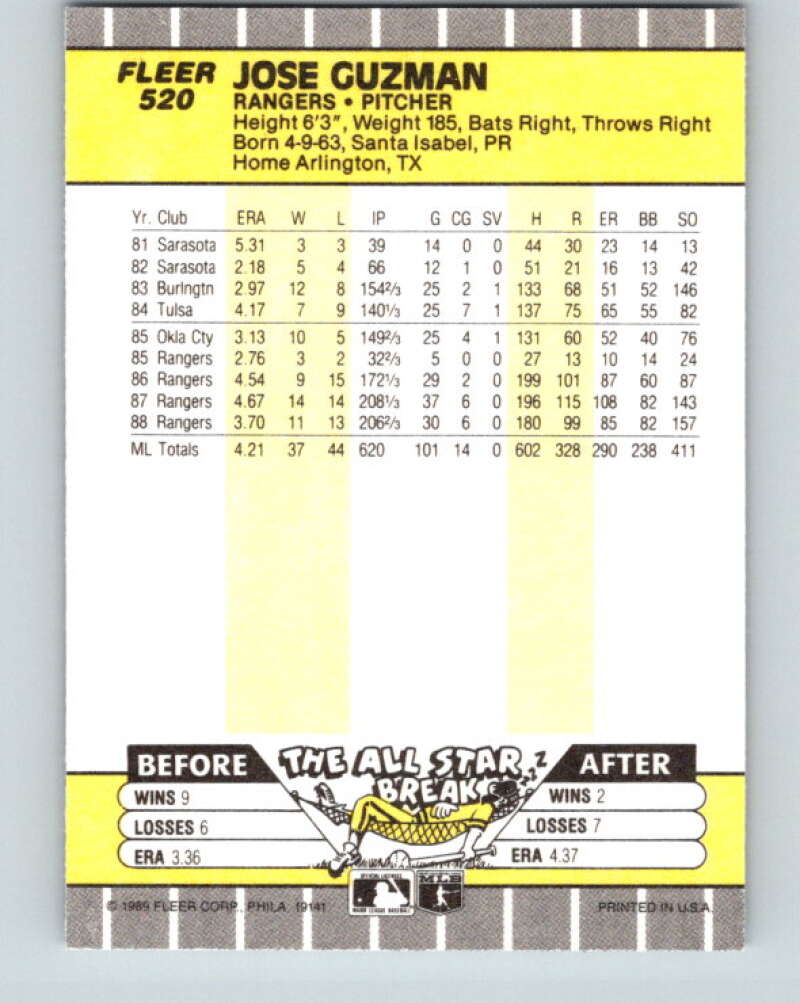 FLEER JOSE GUZMAN
520 RANGERS • PITCHER
Height 6'3", Weight 185, Bats Right, Throws Right
Born 4-9-63, Santa Isabel, PR
Home Arlington, TX
Yr. Club ERA W L IP G CG SV H R ER BB SO
81 Sarasota 5.31 3 3 39 14 0 0 44 30 23 14 13
82 Sarasota 2.18 5 4 66 12 1 0 51 21 16 13 42
83 Burlngtn 2.97 12 8 154⅔ 25 2 1 133 68 51 52 146
84 Tulsa 4.17 7 9 140⅓ 25 7 1 137 75 65 55 82
85 Okla Cty 3.13 10 5 149⅔ 25 4 1 131 60 52 40 76
85 Rangers 2.76 3 2 32⅔ 5 0 0 27 13 10 14 24
86 Rangers 4.54 9 15 172⅓ 29 2 0 199 101 87 60 87
87 Rangers 4.67 14 14 208⅓ 37 6 0 196 115 108 82 143
88 Rangers 3.70 11 13 206⅔ 30 6 0 180 99 85 82 157
ML Totals 4.21 37 44 620 101 14 0 602 328 290 238 411
BEFORE THE ALL STAR BREAK ZZZ AFTER
WINS 9 WINS 2
LOSSES 6 LOSSES 7
ERA 3.36 ERA 4.37
MLB
© 1989 FLEER CORP., PHILA. 19141 MAJOR LEAGUE BASEBALL PRINTED IN U.S.A.